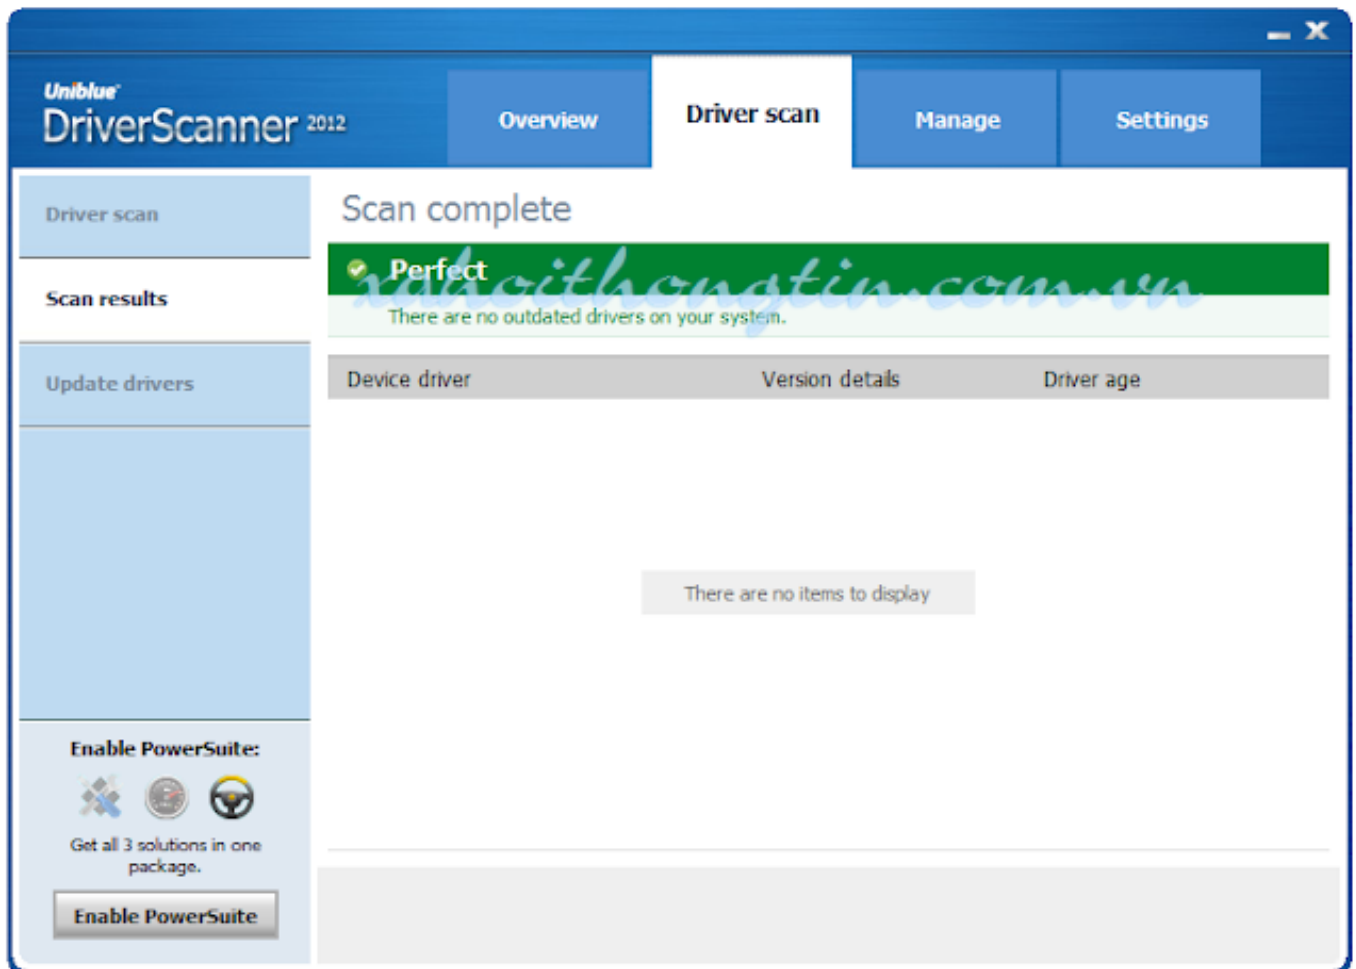 Uniblue
DriverScanner 2012
Overview
Driver scan
Manage
Settings
Driver scan
Scan results
Update drivers
Scan complete
Perfect
xahoithongtin.com.vn
There are no outdated drivers on your system.
Device driver Version details Driver age
There are no items to display
Enable PowerSuite:
Get all 3 solutions in one
package.
Enable PowerSuite